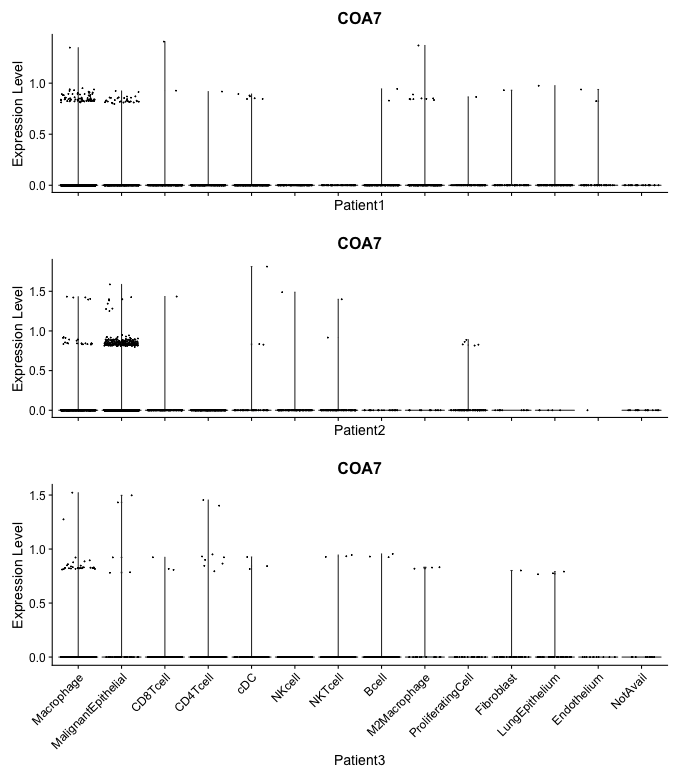 COA7
Expression Level
1.0
0.5
0.0
Patient1
COA7
Expression Level
1.5
1.0
0.5
0.0
Patient2
COA7
Expression Level
1.5
1.0
0.5
0.0
Macrophage
MalignantEpithelial
CD8Tcell
CD4Tcell
cDC
NKcell
NKTcell
Bcell
M2Macrophage
ProliferatingCell
Fibroblast
LungEpithelium
Endothelium
NotAvail
Patient3